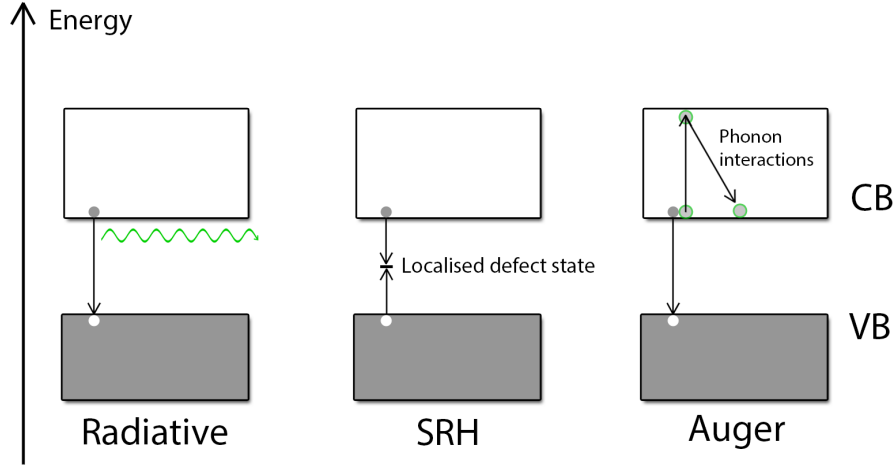 Energy
Phonon
interactions
CB
Localised defect state
VB
Radiative
SRH
Auger